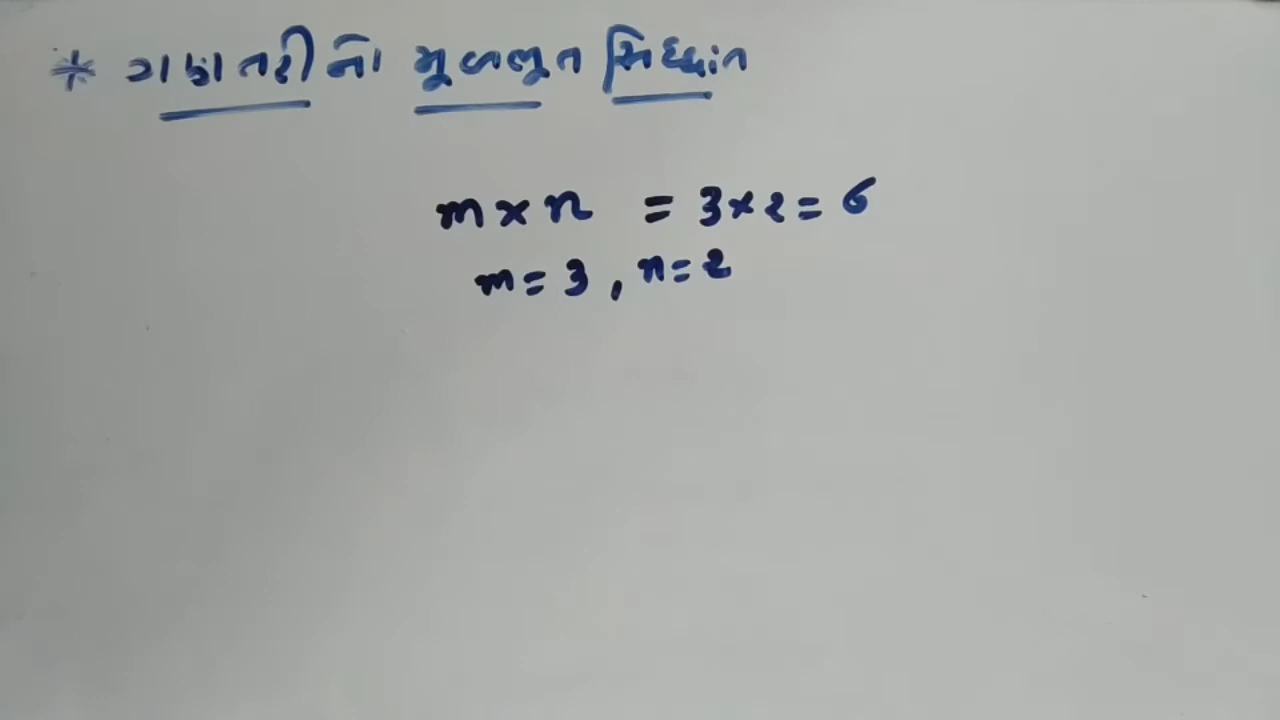 * ગણતરીનો મુળભુત સિધ્ધાંત
m × n = 3 × 2 = 6
m = 3 , n = 2